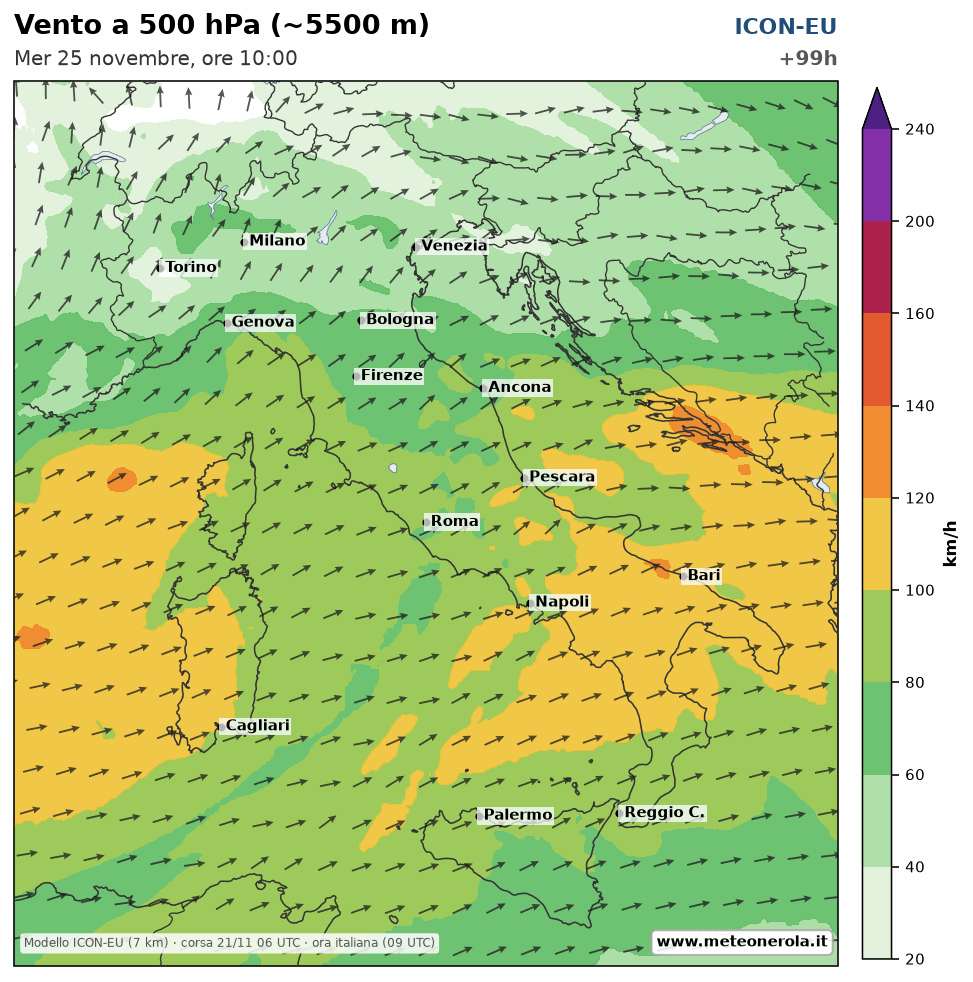 Vento a 500 hPa (~5500 m)
ICON-EU
Mer 25 novembre, ore 10:00
+99h
240
200
160
140
120
100
80
60
40
20
km/h
Milano
Venezia
Torino
Genova
Bologna
Firenze
Ancona
Pescara
Roma
Bari
Napoli
Cagliari
Palermo
Reggio C.
Modello ICON-EU (7 km) · corsa 21/11 06 UTC · ora italiana (09 UTC)
www.meteonerola.it